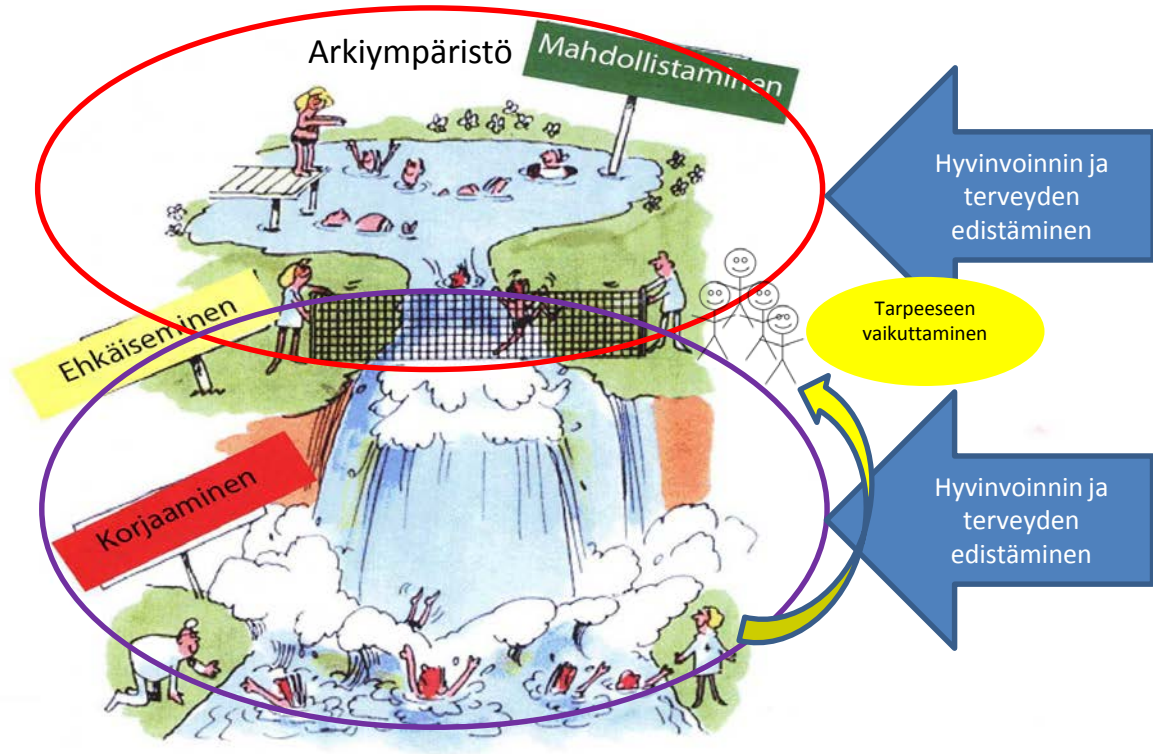 Arkiympäristö
Mahdollistaminen
Hyvinvoinnin ja
terveyden
edistäminen
Tarpeeseen
vaikuttaminen
Ehkäiseminen
Korjaaminen
Hyvinvoinnin ja
terveyden
edistäminen